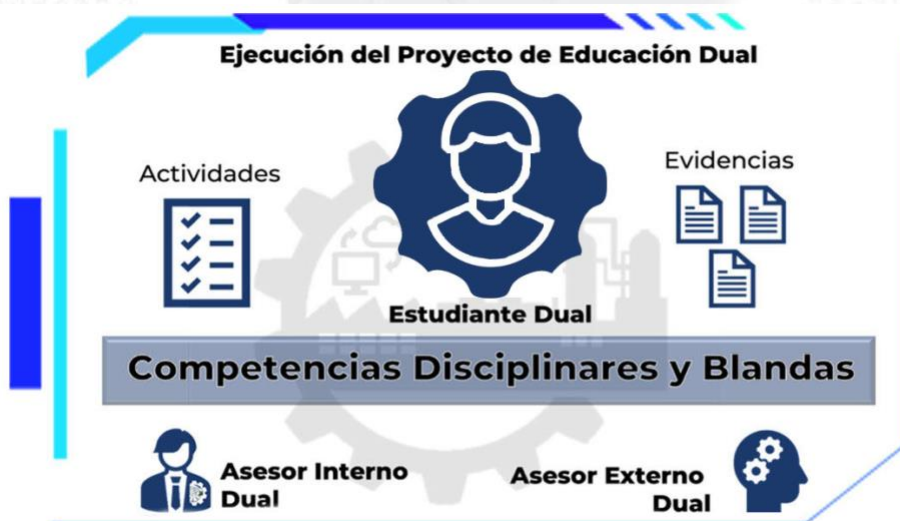 Ejecución del Proyecto de Educación Dual
Actividades
Evidencias
Estudiante Dual
Competencias Disciplinares y Blandas
Asesor Interno
Dual
Asesor Externo
Dual